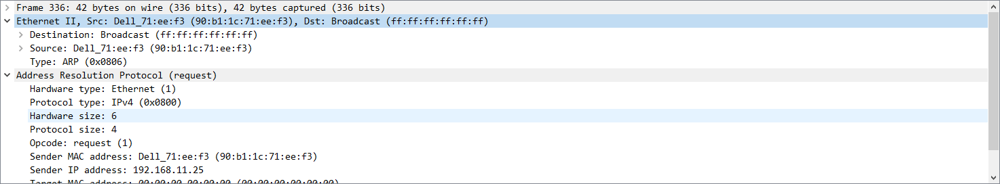 Frame 336: 42 bytes on wire (336 bits), 42 bytes captured (336 bits)
Ethernet II, Src: Dell_71:ee:f3 (90:b1:1c:71:ee:f3), Dst: Broadcast (ff:ff:ff:ff:ff:ff)
Destination: Broadcast (ff:ff:ff:ff:ff:ff)
Source: Dell_71:ee:f3 (90:b1:1c:71:ee:f3)
Type: ARP (0x0806)
Address Resolution Protocol (request)
Hardware type: Ethernet (1)
Protocol type: IPv4 (0x0800)
Hardware size: 6
Protocol size: 4
Opcode: request (1)
Sender MAC address: Dell_71:ee:f3 (90:b1:1c:71:ee:f3)
Sender IP address: 192.168.11.25
Target MAC address: 00:00:00_00:00:00 (00:00:00:00:00:00)